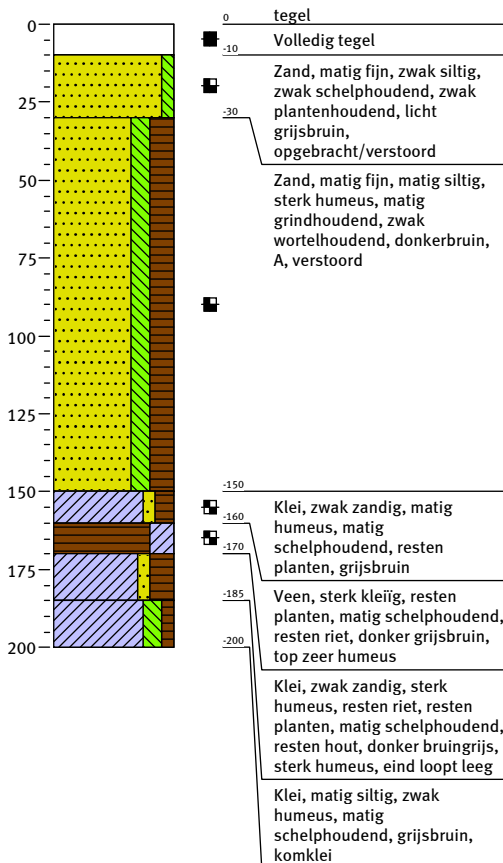 0
25
50
75
100
125
150
175
200
0
tegel
Volledig tegel
-10
Zand, matig fijn, zwak siltig,
zwak schelphoudend, zwak
plantenhoudend, licht
grijsbruin,
opgebracht/verstoord
-30
Zand, matig fijn, matig siltig,
sterk humeus, matig
grindhoudend, zwak
wortelhoudend, donkerbruin,
A, verstoord
-150
Klei, zwak zandig, matig
humeus, matig
schelphoudend, resten
planten, grijsbruin
-160
Veen, sterk kleiïg, resten
planten, matig schelphoudend,
resten riet, donker grijsbruin,
top zeer humeus
-170
Klei, zwak zandig, sterk
humeus, resten riet, resten
planten, matig schelphoudend,
resten hout, donker bruingrijs,
sterk humeus, eind loopt leeg
-185
Klei, matig siltig, zwak
humeus, matig
schelphoudend, grijsbruin,
komklei
-200